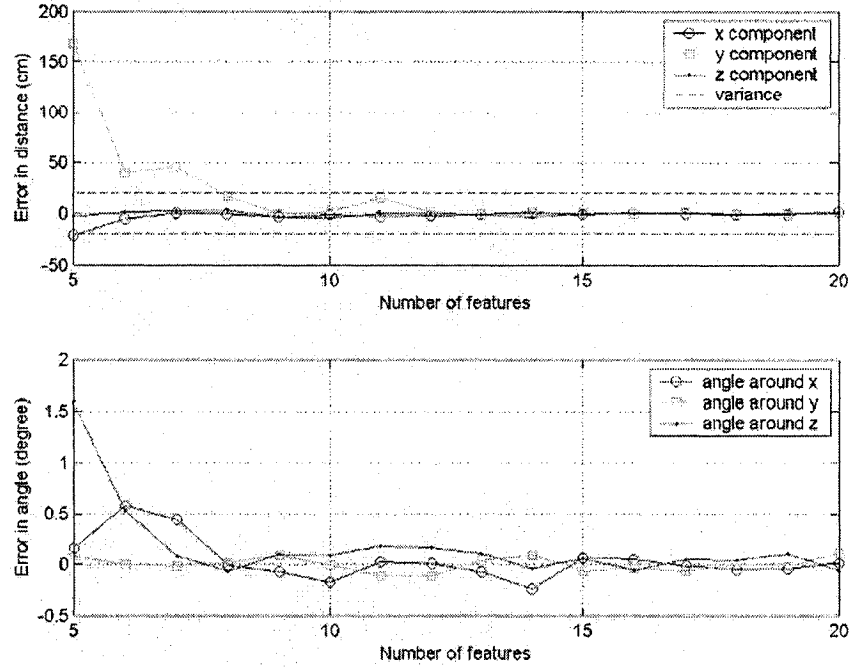 200
150
100
50
0
-50
Error in distance (cm)
x component
y component
z component
variance
5
10
15
20
Number of features
2
1.5
1
0.5
0
-0.5
Error in angle (degree)
angle around x
angle around y
angle around z
5
10
15
20
Number of features